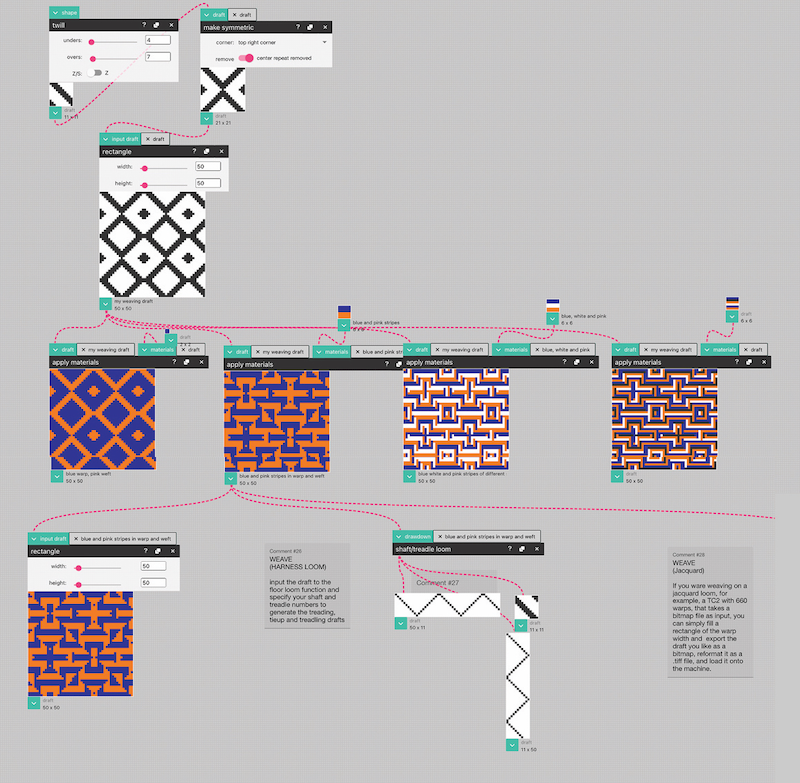 shape
twill ?
unders: 4
overs: 7
Z/S: Z
draft
11 x 11
draft draft
make symmetric ?
corner: top right corner
remove center repeat removed
draft
21 x 21
input draft draft
rectangle ?
width: 50
height: 50
my weaving draft
50 x 50
draft
blue and pink stripes
blue, white and pink
6 x 6
draft
6 x 6
draft my weaving draft materials draft
apply materials ?
blue warp, pink weft
50 x 50
draft my weaving draft materials blue and pink str
apply materials ?
blue and pink stripes in warp and weft
50 x 50
draft my weaving draft materials blue, white and pink
apply materials ?
blue white and pink stripes of different
50 x 50
draft my weaving draft materials draft
apply materials ?
50 x 50
input draft blue and pink stripes in warp and weft
rectangle ?
width: 50
height: 50
draft
50 x 50
Comment #26
WEAVE
(HARNESS LOOM)
input the draft to the
floor loom function and
specify your shaft and
treadle numbers to
generate the treading,
tieup and treadling drafts
drawdown blue and pink stripes in warp and weft
shaft/treadle loom ?
Comment #27
draft
50 x 11
draft
11 x 11
draft
11 x 50
Comment #28
WEAVE
(Jacquard)
If you ware weaving on a
jacquard loom, for
example, a TC2 with 660
warps, that takes a
bitmap file as input, you
can simply fill a
rectangle of the warp
width and export the
draft you like as a
bitmap, reformat it as a
.tiff file, and load it onto
the machine.